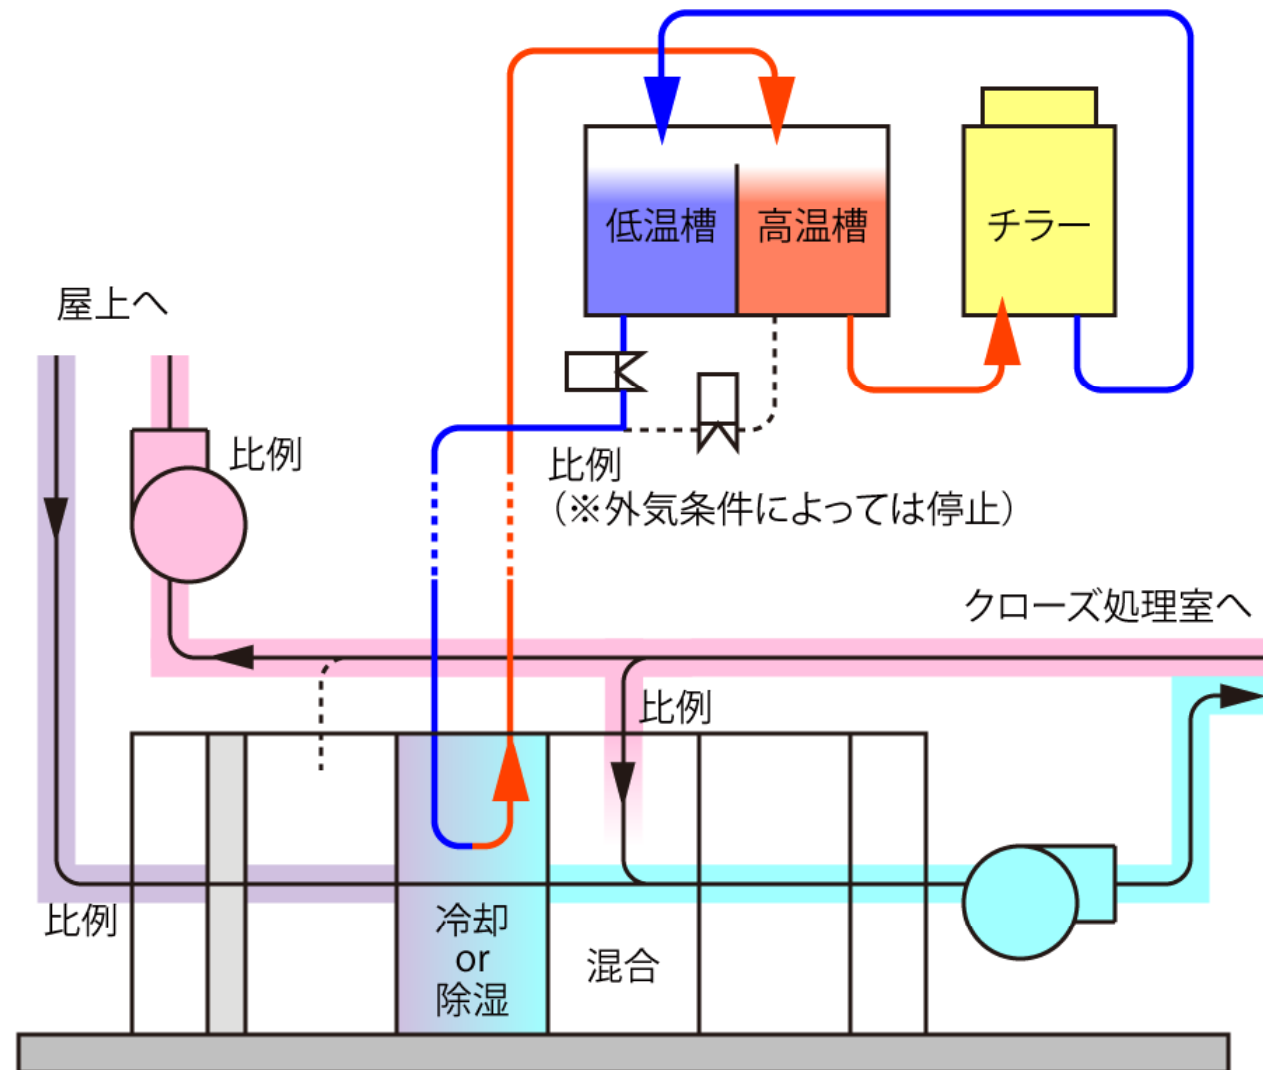 低温槽
高温槽
チラー
屋上へ
比例
比例
（※外気条件によっては停止）
クローズ処理室へ
比例
比例
冷却
or
除湿
混合